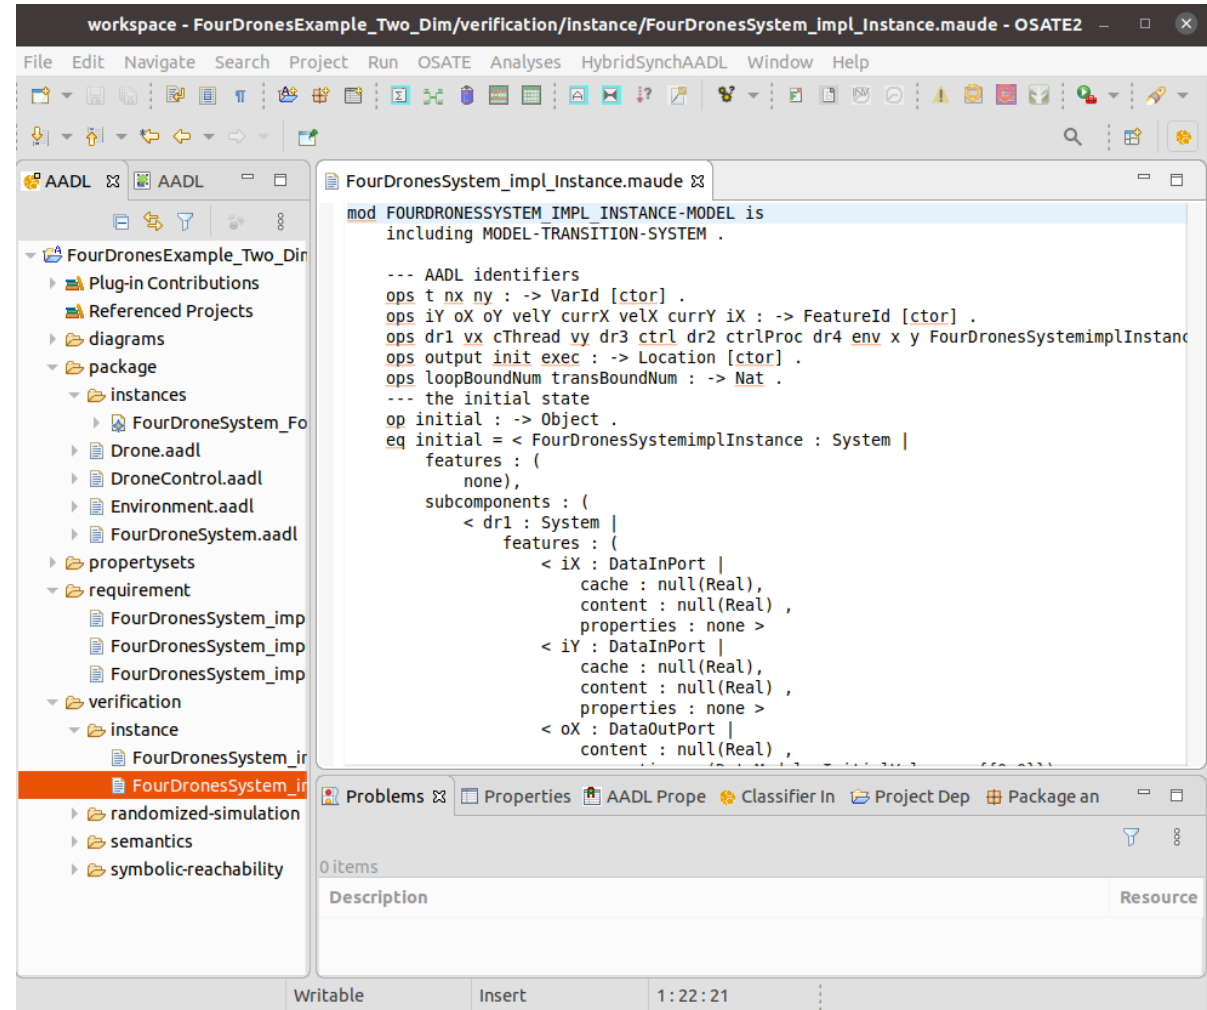 workspace - FourDronesExample_Two_Dim/verification/instance/FourDronesSystem_impl_Instance.maude - OSATE2
File Edit Navigate Search Project Run OSATE Analyses HybridSynchAADL Window Help
AADL AADL
FourDronesExample_Two_Dim
Plug-in Contributions
Referenced Projects
diagrams
package
instances
FourDroneSystem_Fo
Drone.aadl
DroneControl.aadl
Environment.aadl
FourDroneSystem.aadl
propertysets
requirement
FourDronesSystem_imp
FourDronesSystem_imp
FourDronesSystem_imp
verification
instance
FourDronesSystem_ir
FourDronesSystem_ir
randomized-simulation
semantics
symbolic-reachability
FourDronesSystem_impl_Instance.maude
mod FOURDRONESSYSTEM_IMPL_INSTANCE-MODEL is
including MODEL-TRANSITION-SYSTEM .
--- AADL identifiers
ops t nx ny : -> VarId [ctor] .
ops iY oX oY velY currX velX currY iX : -> FeatureId [ctor] .
ops dr1 vx cThread vy dr3 ctrl dr2 ctrlProc dr4 env x y FourDronesSystemimplInstanc
ops output init exec : -> Location [ctor] .
ops loopBoundNum transBoundNum : -> Nat .
--- the initial state
op initial : -> Object .
eq initial = < FourDronesSystemimplInstance : System |
features : (
none),
subcomponents : (
< dr1 : System |
features : (
< iX : DataInPort |
cache : null(Real),
content : null(Real) ,
properties : none >
< iY : DataInPort |
cache : null(Real),
content : null(Real) ,
properties : none >
< oX : DataOutPort |
content : null(Real) ,
Problems Properties AADL Prope Classifier In Project Dep Package an
0 items
Description Resource
Writable Insert 1 : 22 : 21